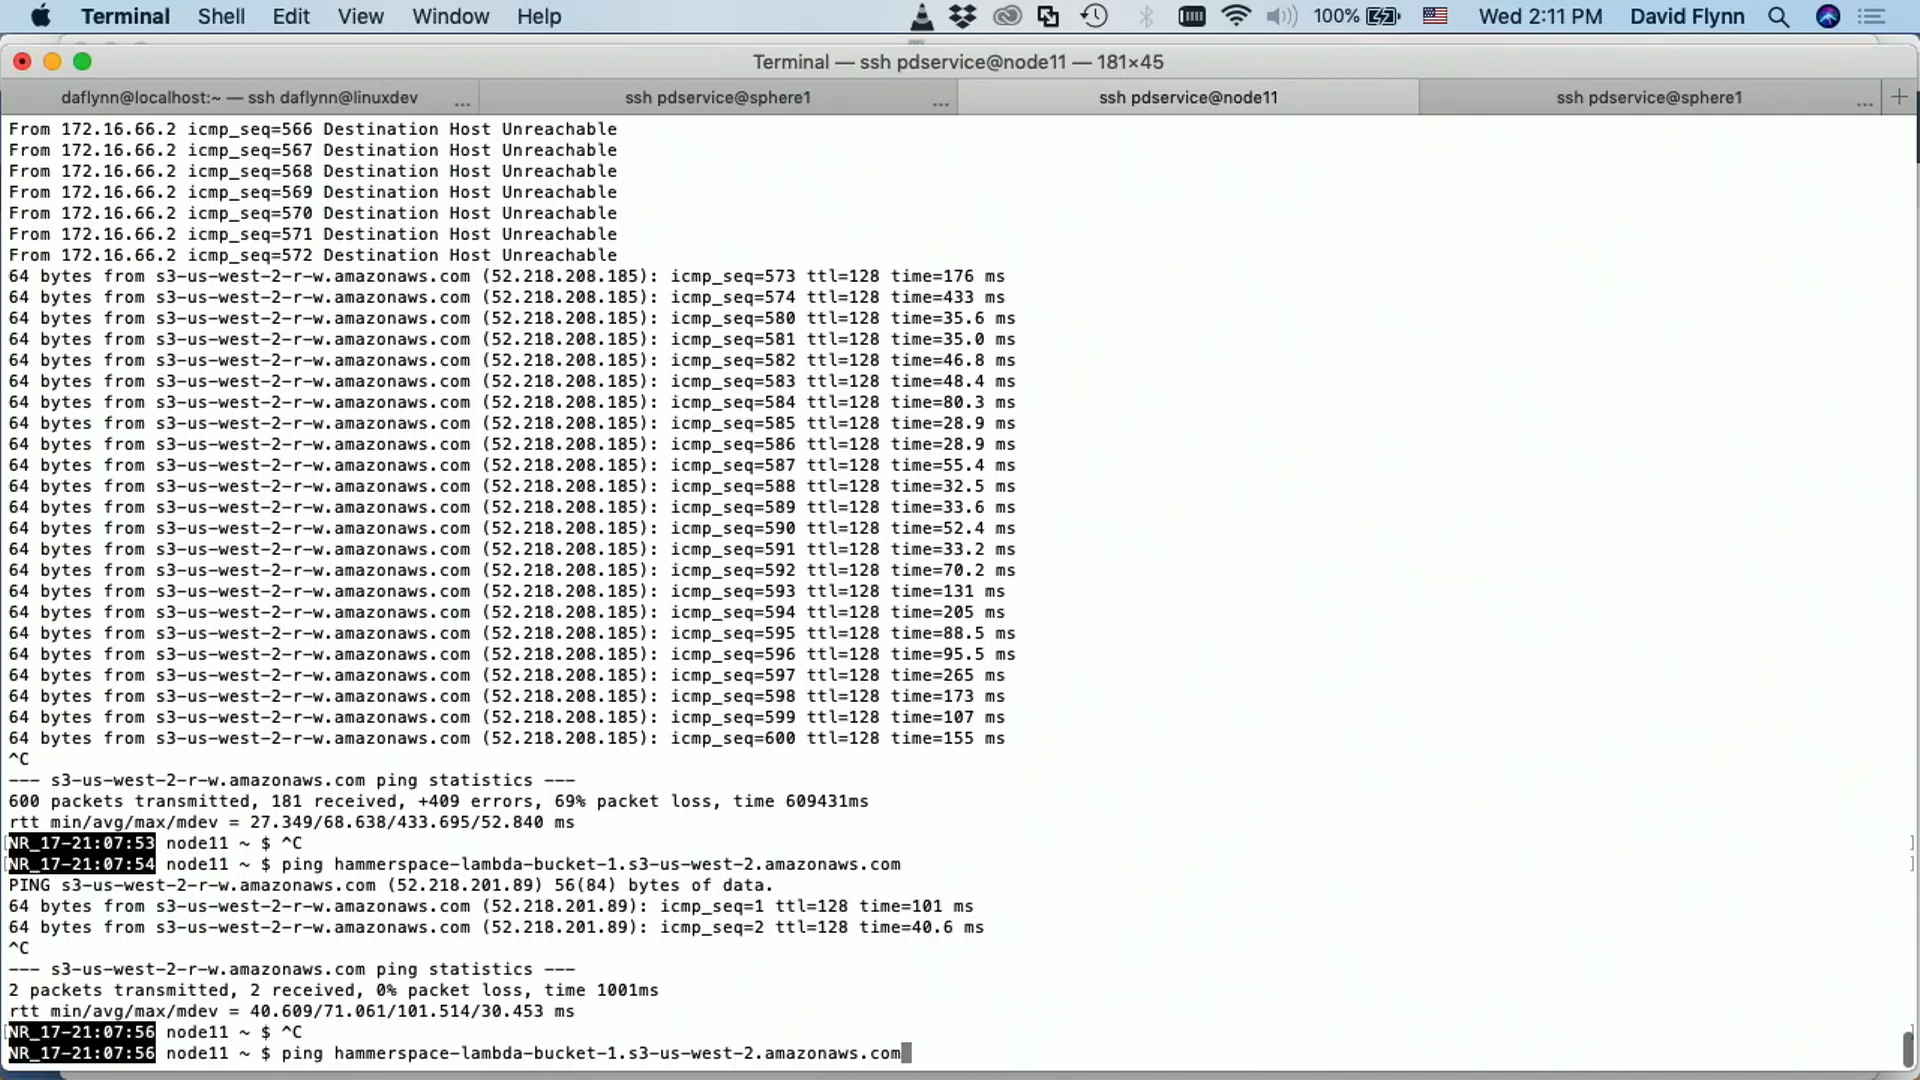 Terminal Shell Edit View Window Help 100% Wed 2:11 PM David Flynn
Terminal — ssh pdservice@node11 — 181×45
daflynn@localhost:~ — ssh daflynn@linuxdev ... ssh pdservice@sphere1 ... ssh pdservice@node11 ssh pdservice@sphere1 ... +
From 172.16.66.2 icmp_seq=566 Destination Host Unreachable
From 172.16.66.2 icmp_seq=567 Destination Host Unreachable
From 172.16.66.2 icmp_seq=568 Destination Host Unreachable
From 172.16.66.2 icmp_seq=569 Destination Host Unreachable
From 172.16.66.2 icmp_seq=570 Destination Host Unreachable
From 172.16.66.2 icmp_seq=571 Destination Host Unreachable
From 172.16.66.2 icmp_seq=572 Destination Host Unreachable
64 bytes from s3-us-west-2-r-w.amazonaws.com (52.218.208.185): icmp_seq=573 ttl=128 time=176 ms
64 bytes from s3-us-west-2-r-w.amazonaws.com (52.218.208.185): icmp_seq=574 ttl=128 time=433 ms
64 bytes from s3-us-west-2-r-w.amazonaws.com (52.218.208.185): icmp_seq=580 ttl=128 time=35.6 ms
64 bytes from s3-us-west-2-r-w.amazonaws.com (52.218.208.185): icmp_seq=581 ttl=128 time=35.0 ms
64 bytes from s3-us-west-2-r-w.amazonaws.com (52.218.208.185): icmp_seq=582 ttl=128 time=46.8 ms
64 bytes from s3-us-west-2-r-w.amazonaws.com (52.218.208.185): icmp_seq=583 ttl=128 time=48.4 ms
64 bytes from s3-us-west-2-r-w.amazonaws.com (52.218.208.185): icmp_seq=584 ttl=128 time=80.3 ms
64 bytes from s3-us-west-2-r-w.amazonaws.com (52.218.208.185): icmp_seq=585 ttl=128 time=28.9 ms
64 bytes from s3-us-west-2-r-w.amazonaws.com (52.218.208.185): icmp_seq=586 ttl=128 time=28.9 ms
64 bytes from s3-us-west-2-r-w.amazonaws.com (52.218.208.185): icmp_seq=587 ttl=128 time=55.4 ms
64 bytes from s3-us-west-2-r-w.amazonaws.com (52.218.208.185): icmp_seq=588 ttl=128 time=32.5 ms
64 bytes from s3-us-west-2-r-w.amazonaws.com (52.218.208.185): icmp_seq=589 ttl=128 time=33.6 ms
64 bytes from s3-us-west-2-r-w.amazonaws.com (52.218.208.185): icmp_seq=590 ttl=128 time=52.4 ms
64 bytes from s3-us-west-2-r-w.amazonaws.com (52.218.208.185): icmp_seq=591 ttl=128 time=33.2 ms
64 bytes from s3-us-west-2-r-w.amazonaws.com (52.218.208.185): icmp_seq=592 ttl=128 time=70.2 ms
64 bytes from s3-us-west-2-r-w.amazonaws.com (52.218.208.185): icmp_seq=593 ttl=128 time=131 ms
64 bytes from s3-us-west-2-r-w.amazonaws.com (52.218.208.185): icmp_seq=594 ttl=128 time=205 ms
64 bytes from s3-us-west-2-r-w.amazonaws.com (52.218.208.185): icmp_seq=595 ttl=128 time=88.5 ms
64 bytes from s3-us-west-2-r-w.amazonaws.com (52.218.208.185): icmp_seq=596 ttl=128 time=95.5 ms
64 bytes from s3-us-west-2-r-w.amazonaws.com (52.218.208.185): icmp_seq=597 ttl=128 time=265 ms
64 bytes from s3-us-west-2-r-w.amazonaws.com (52.218.208.185): icmp_seq=598 ttl=128 time=173 ms
64 bytes from s3-us-west-2-r-w.amazonaws.com (52.218.208.185): icmp_seq=599 ttl=128 time=107 ms
64 bytes from s3-us-west-2-r-w.amazonaws.com (52.218.208.185): icmp_seq=600 ttl=128 time=155 ms
^C
--- s3-us-west-2-r-w.amazonaws.com ping statistics ---
600 packets transmitted, 181 received, +409 errors, 69% packet loss, time 609431ms
rtt min/avg/max/mdev = 27.349/68.638/433.695/52.840 ms
NR_17-21:07:53 node11 ~ $ ^C
NR_17-21:07:54 node11 ~ $ ping hammerspace-lambda-bucket-1.s3-us-west-2.amazonaws.com
PING s3-us-west-2-r-w.amazonaws.com (52.218.201.89) 56(84) bytes of data.
64 bytes from s3-us-west-2-r-w.amazonaws.com (52.218.201.89): icmp_seq=1 ttl=128 time=101 ms
64 bytes from s3-us-west-2-r-w.amazonaws.com (52.218.201.89): icmp_seq=2 ttl=128 time=40.6 ms
^C
--- s3-us-west-2-r-w.amazonaws.com ping statistics ---
2 packets transmitted, 2 received, 0% packet loss, time 1001ms
rtt min/avg/max/mdev = 40.609/71.061/101.514/30.453 ms
NR_17-21:07:56 node11 ~ $ ^C
NR_17-21:07:56 node11 ~ $ ping hammerspace-lambda-bucket-1.s3-us-west-2.amazonaws.com